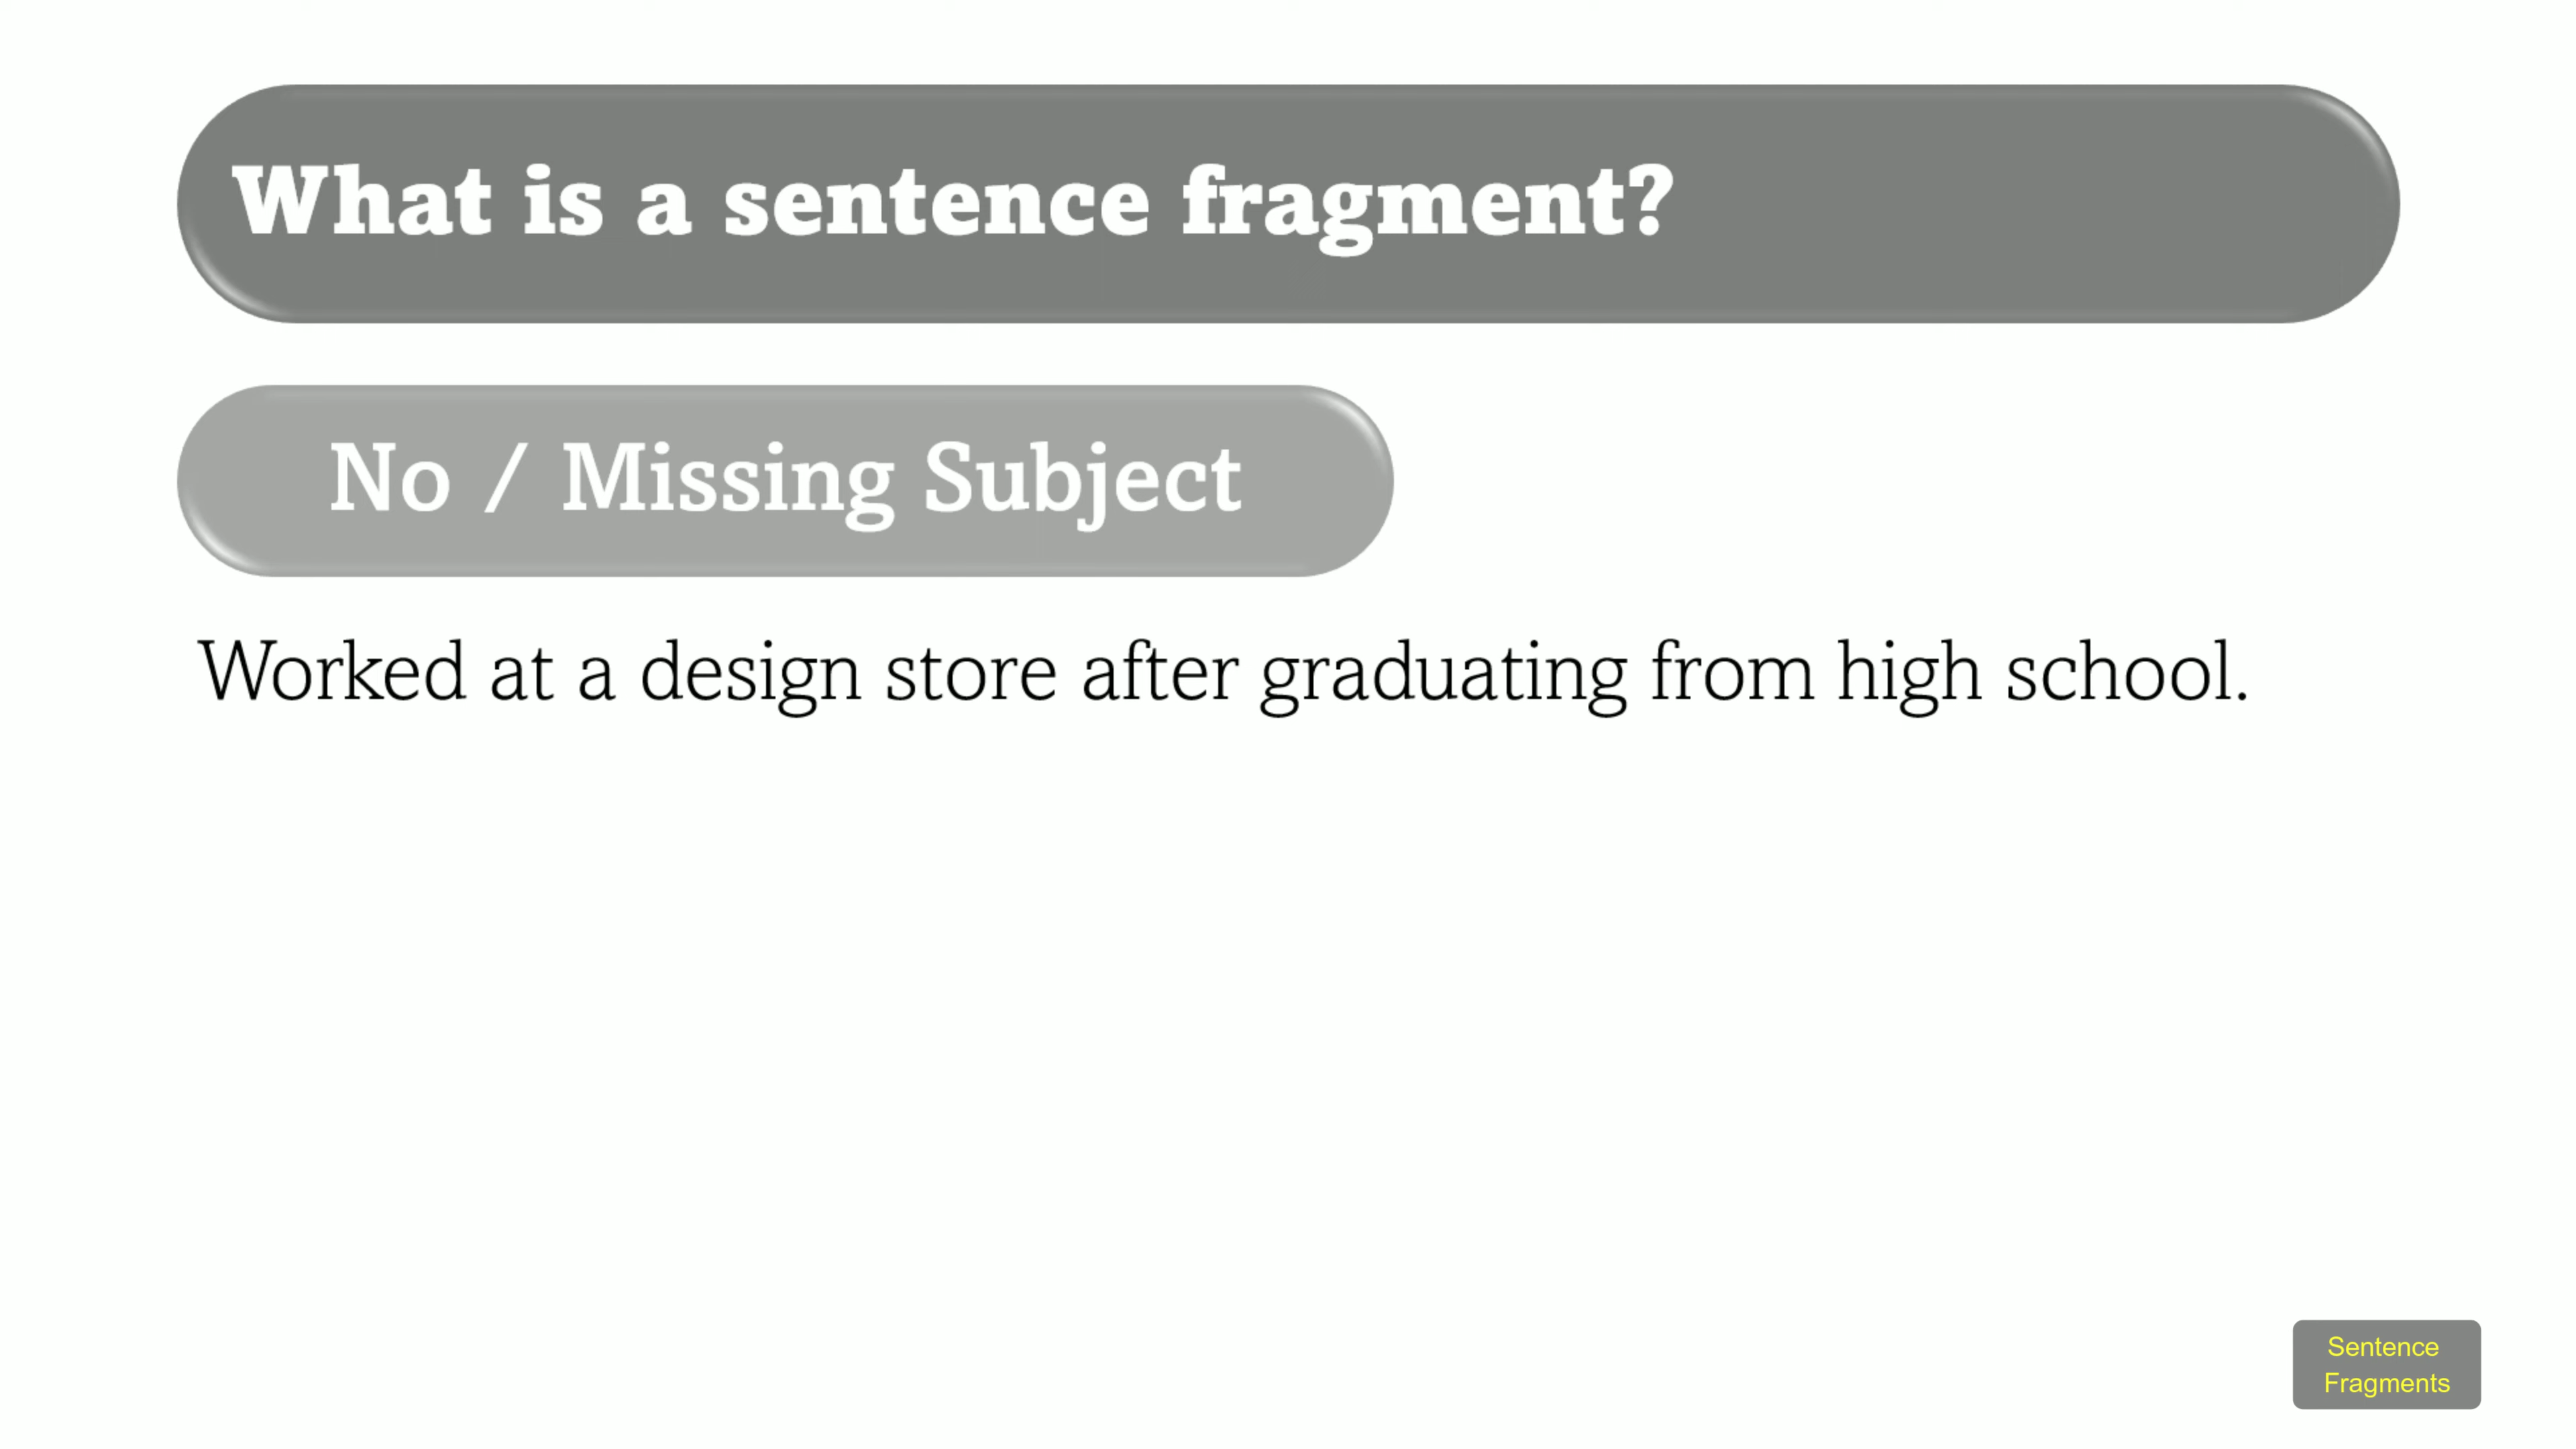 What is a sentence fragment?
No / Missing Subject
Worked at a design store after graduating from high school.
Sentence
Fragments